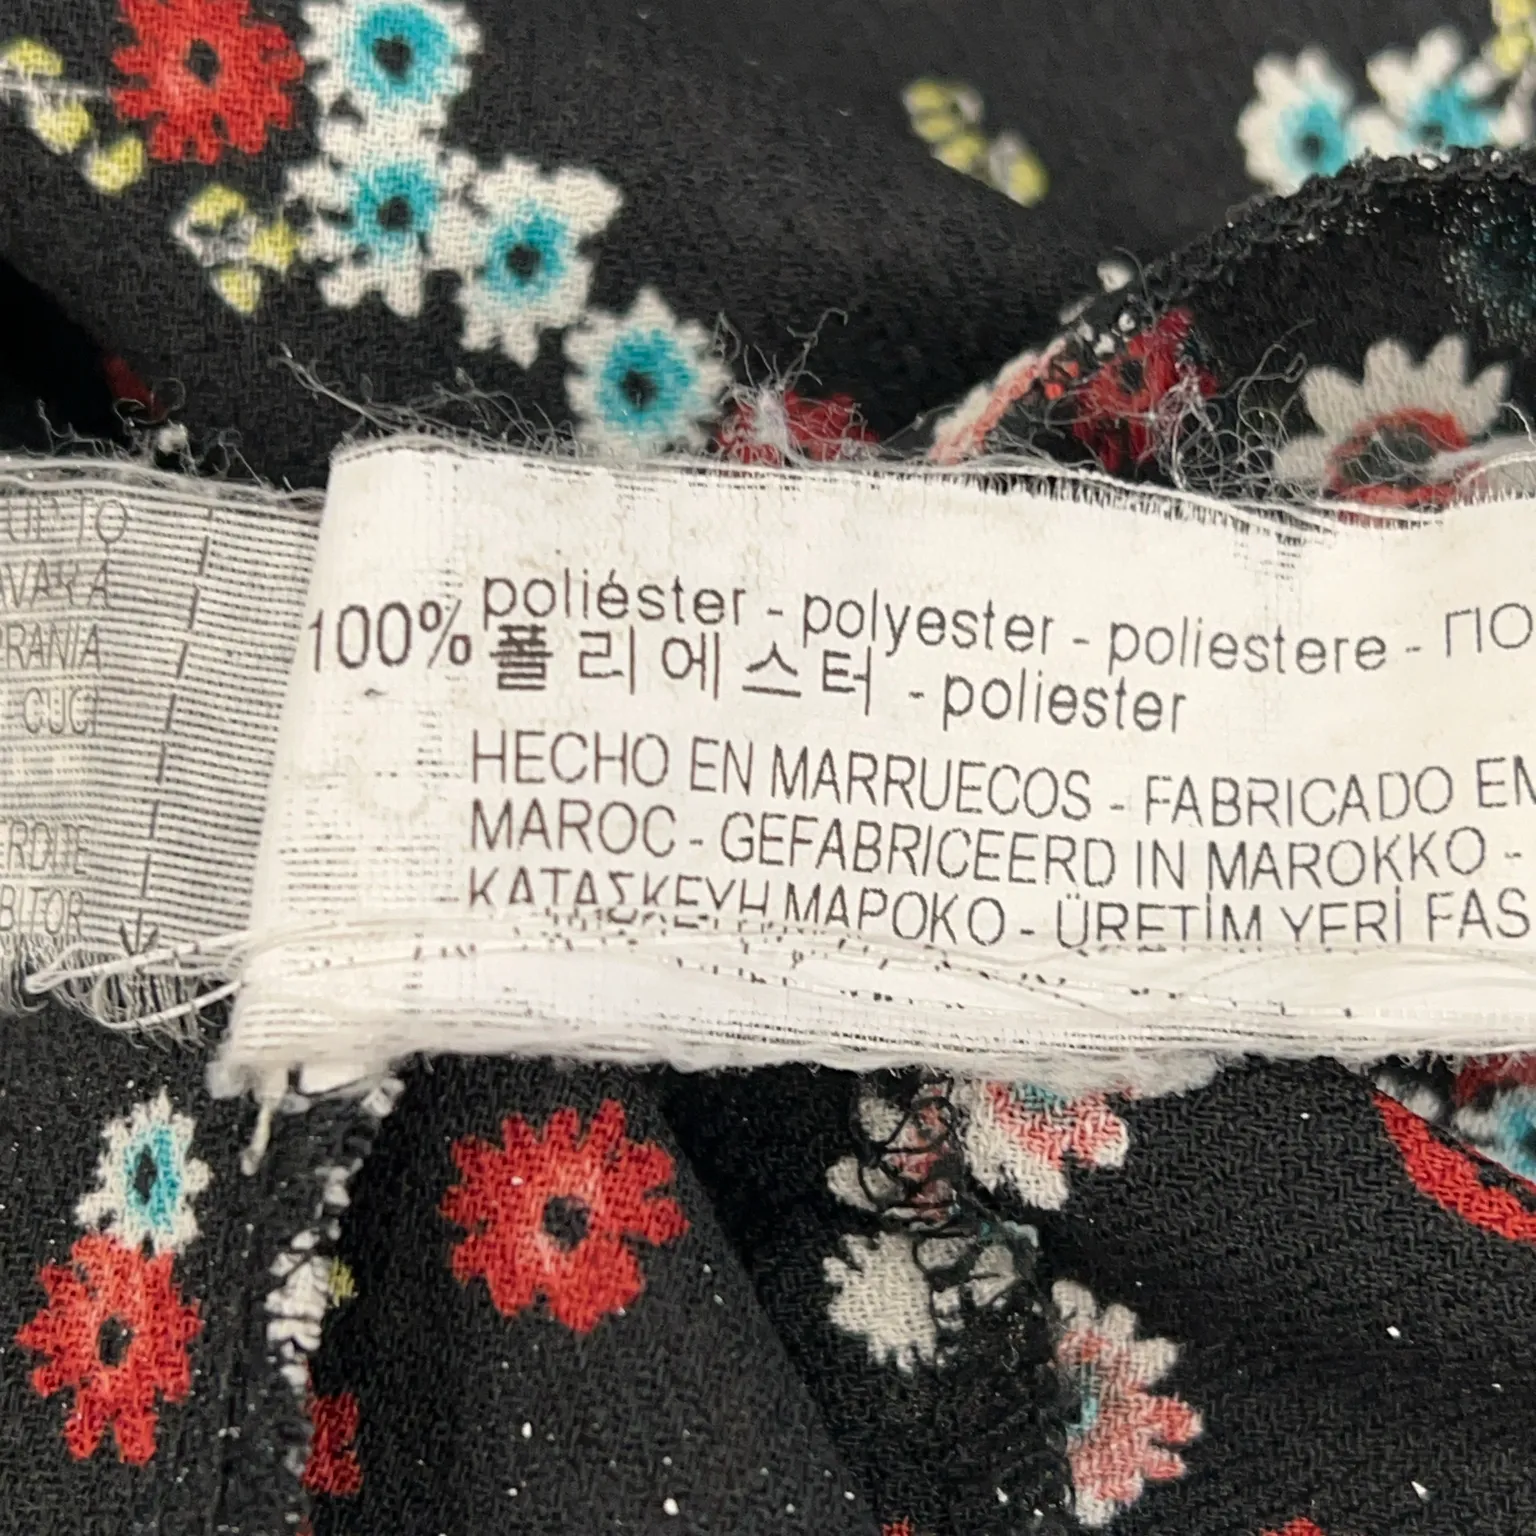 100% poliéster - polyester - poliestere -
폴리에스터 - poliester
HECHO EN MARRUECOS - FABRICADO EM
MAROC - GEFABRICEERD IN MAROKKO -
ΚΑΤΑΣΚΕΥΗ ΜΑΡΟΚΟ - ÜRETİM YERİ FAS
CUCI